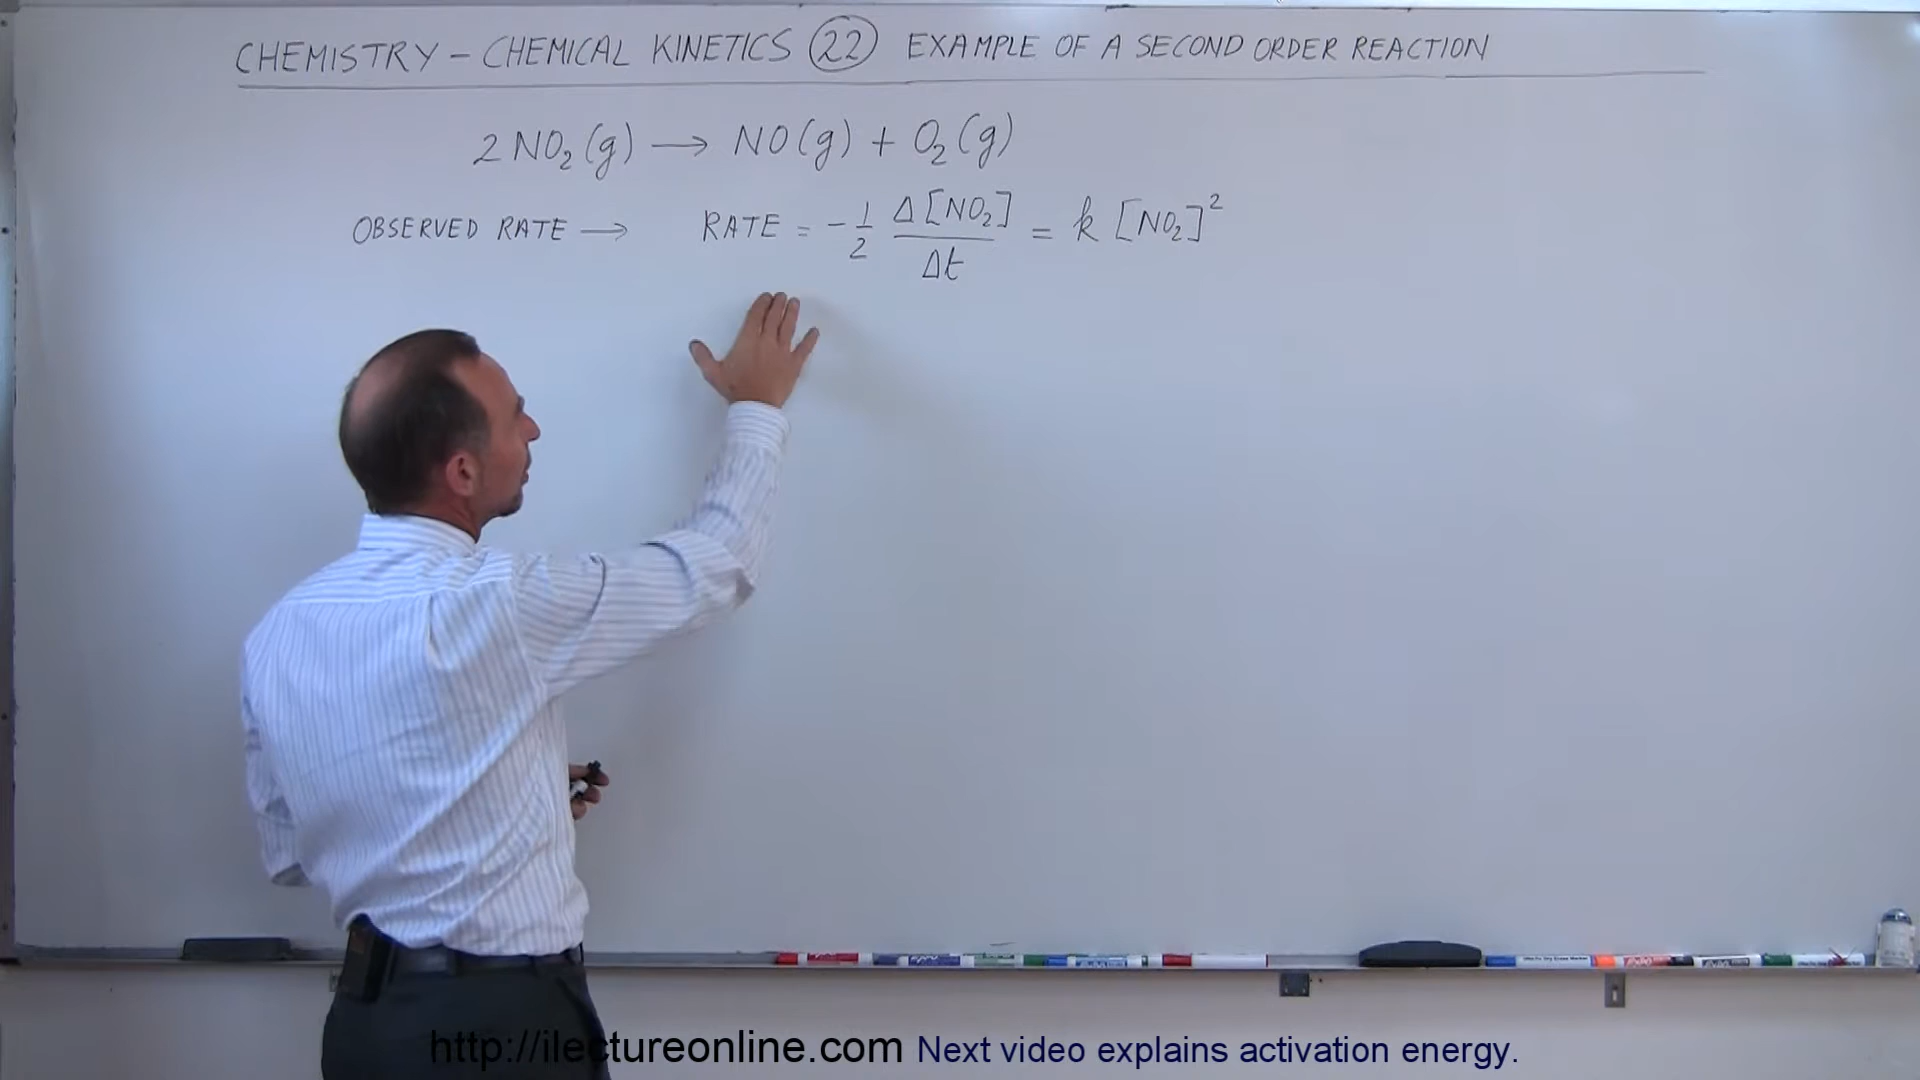 CHEMISTRY – CHEMICAL KINETICS 22 EXAMPLE OF A SECOND ORDER REACTION
2 NO₂(g) → NO(g) + O₂(g)
OBSERVED RATE → RATE = - 1/2 Δ[NO₂]/Δt = k [NO₂]²
http://ilectureonline.com Next video explains activation energy.